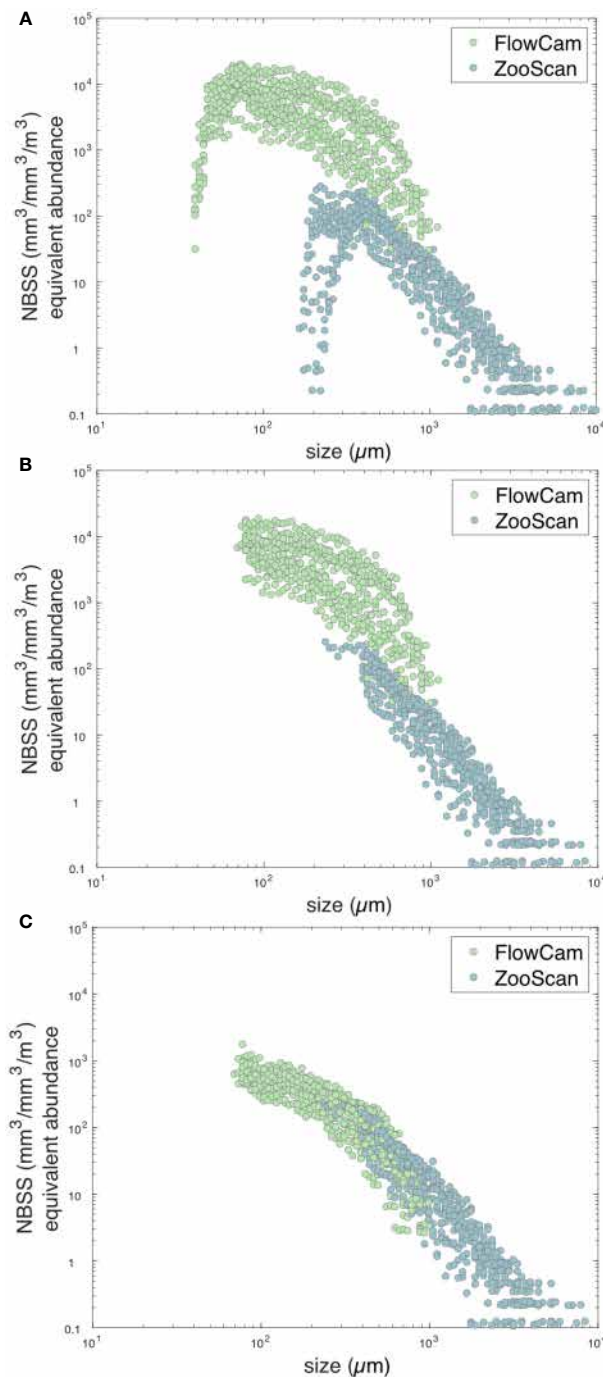 A
10⁵
10⁴
10³
10²
10
1
0.1
NBSS (mm³/mm³/m³)
equivalent abundance
FlowCam
ZooScan
10¹
10²
10³
10⁴
size (µm)
B
10⁵
10⁴
10³
10²
10
1
0.1
NBSS (mm³/mm³/m³)
equivalent abundance
FlowCam
ZooScan
10¹
10²
10³
10⁴
size (µm)
C
10⁵
10⁴
10³
10²
10
1
0.1
NBSS (mm³/mm³/m³)
equivalent abundance
FlowCam
ZooScan
10¹
10²
10³
10⁴
size (µm)